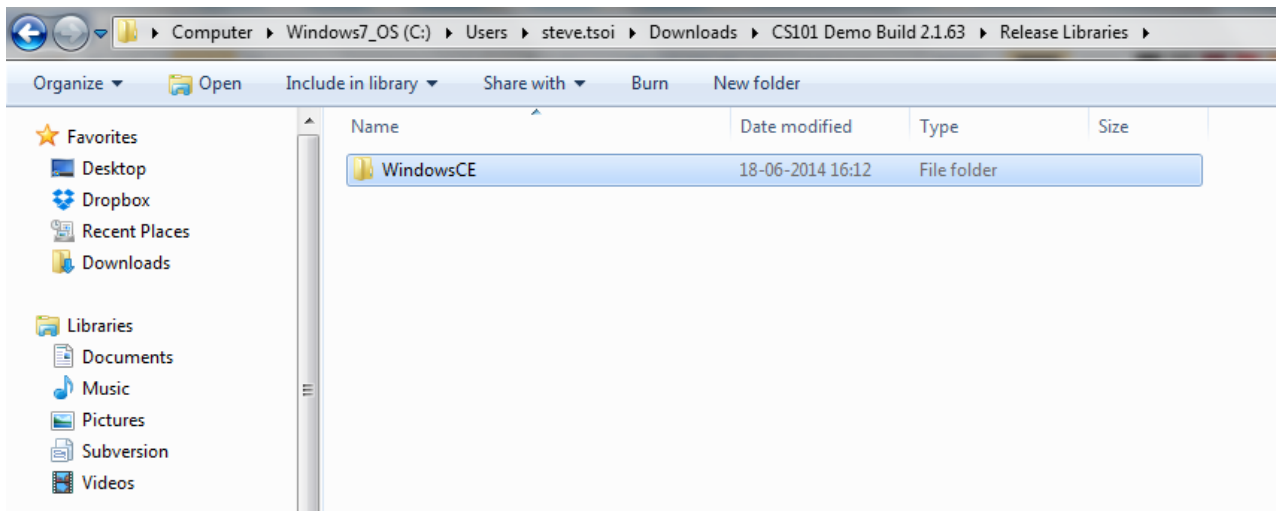 Computer Windows7_OS (C:) Users steve.tsoi Downloads CS101 Demo Build 2.1.63 Release Libraries
Organize Open Include in library Share with Burn New folder
Name Date modified Type Size
Favorites
WindowsCE 18-06-2014 16:12 File folder
Desktop
Dropbox
Recent Places
Downloads
Libraries
Documents
Music
Pictures
Subversion
Videos